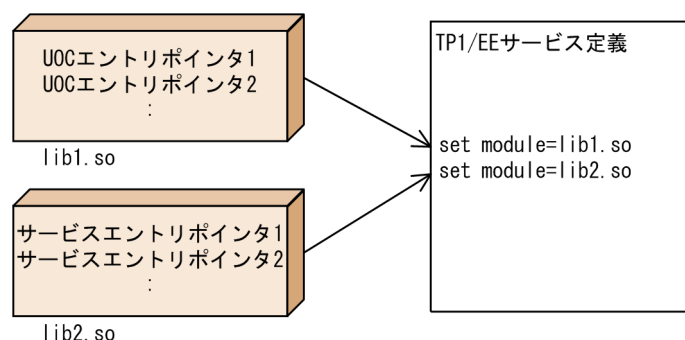 UOCエントリポインタ1
UOCエントリポインタ2
:
lib1.so
サービスエントリポインタ1
サービスエントリポインタ2
:
lib2.so
TP1/EEサービス定義
set module=lib1.so
set module=lib2.so